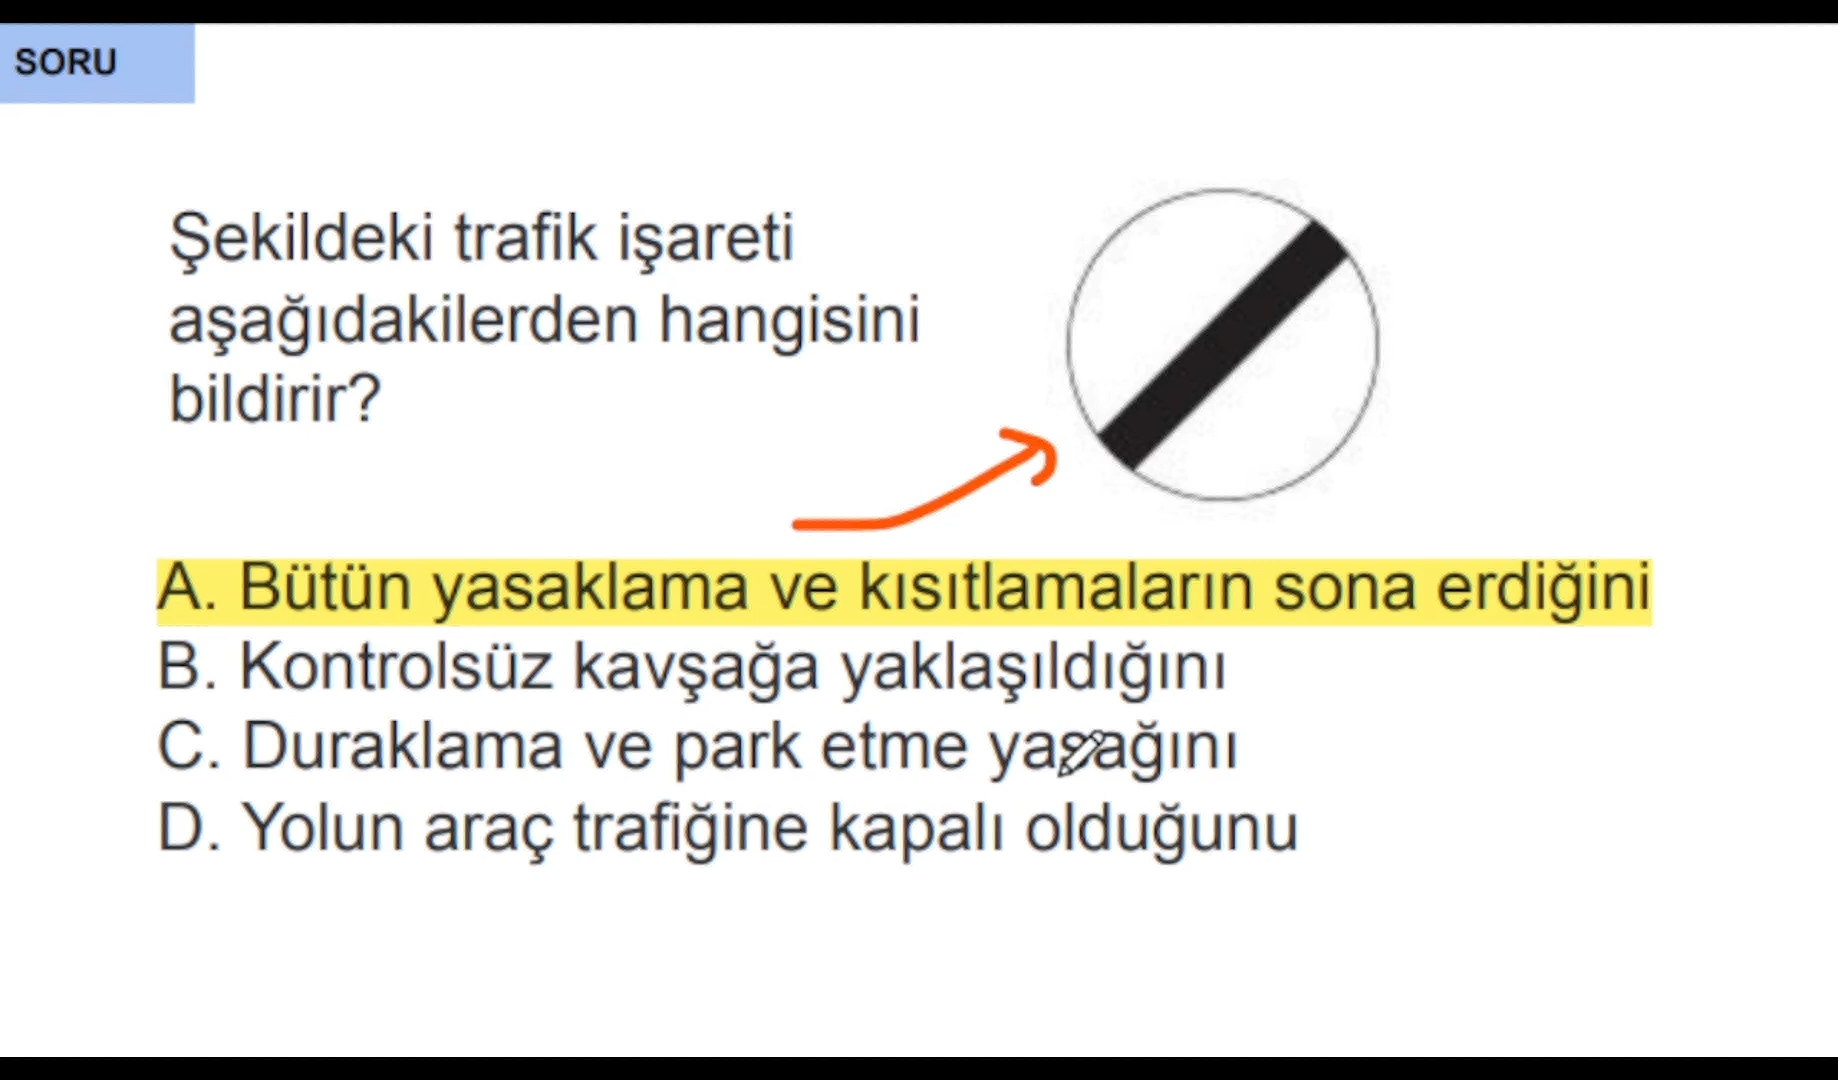 SORU
Şekildeki trafik işareti
aşağıdakilerden hangisini
bildirir?
A. Bütün yasaklama ve kısıtlamaların sona erdiğini
B. Kontrolsüz kavşağa yaklaşıldığını
C. Duraklama ve park etme yasağını
D. Yolun araç trafiğine kapalı olduğunu